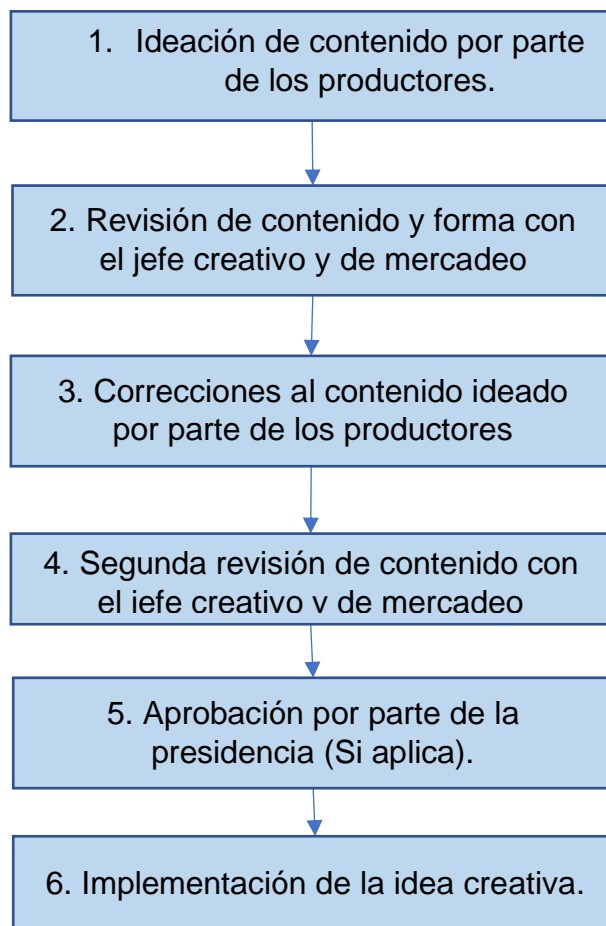 1. Ideación de contenido por parte
de los productores.
2. Revisión de contenido y forma con
el jefe creativo y de mercadeo
3. Correcciones al contenido ideado
por parte de los productores
4. Segunda revisión de contenido con
el jefe creativo y de mercadeo
5. Aprobación por parte de la
presidencia (Si aplica).
6. Implementación de la idea creativa.